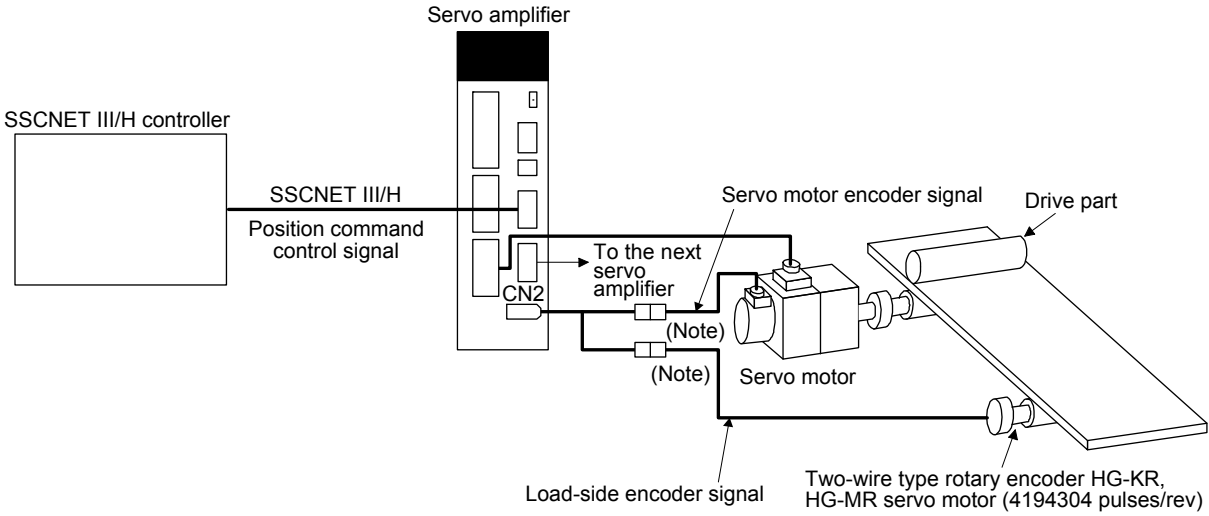 Servo amplifier
SSCNET III/H controller
SSCNET III/H
Position command
control signal
Servo motor encoder signal
Drive part
To the next
servo
amplifier
CN2
(Note)
(Note)
Servo motor
Load-side encoder signal
Two-wire type rotary encoder HG-KR,
HG-MR servo motor (4194304 pulses/rev)